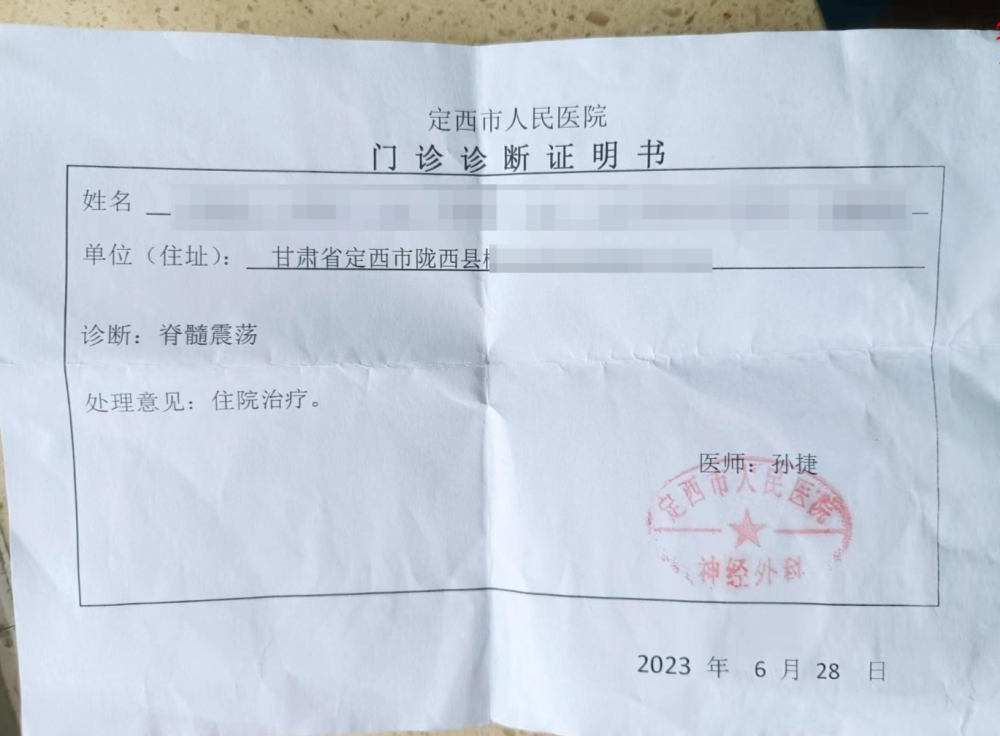 定西市人民医院
门诊诊断证明书
姓名
单位（住址）： 甘肃省定西市陇西县
诊断：脊髓震荡
处理意见：住院治疗。
医师：孙捷
定西市人民医院
神经外科
2023 年 6 月 28 日